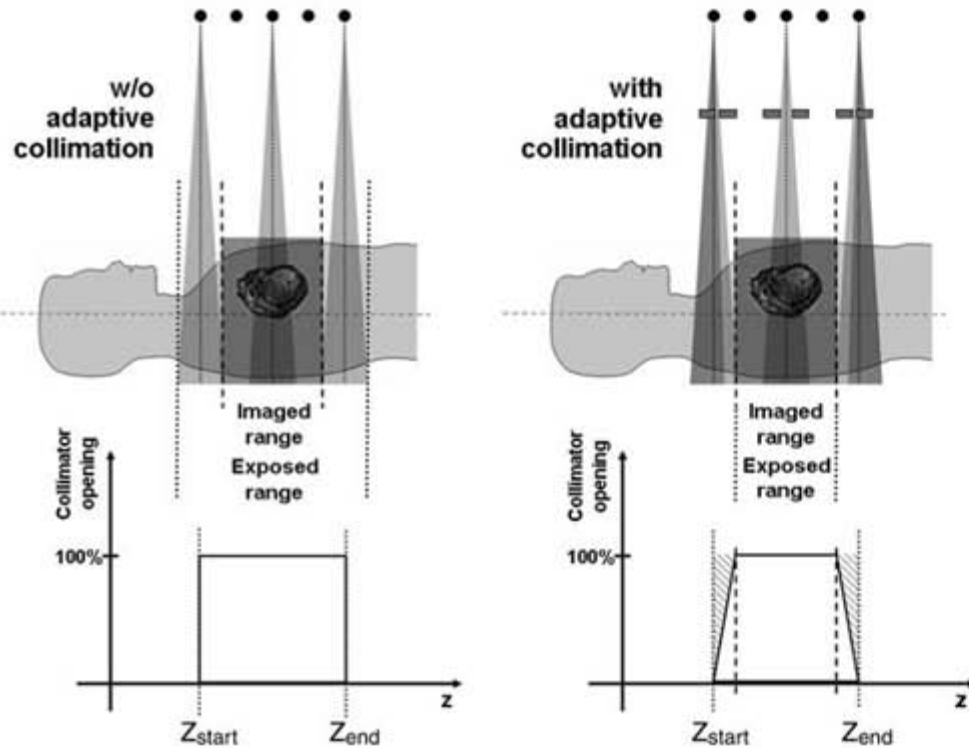 w/o
adaptive
collimation
Imaged
range
Exposed
range
Collimator
opening
100%
z
Zstart
Zend
with
adaptive
collimation
Imaged
range
Exposed
range
Collimator
opening
100%
z
Zstart
Zend